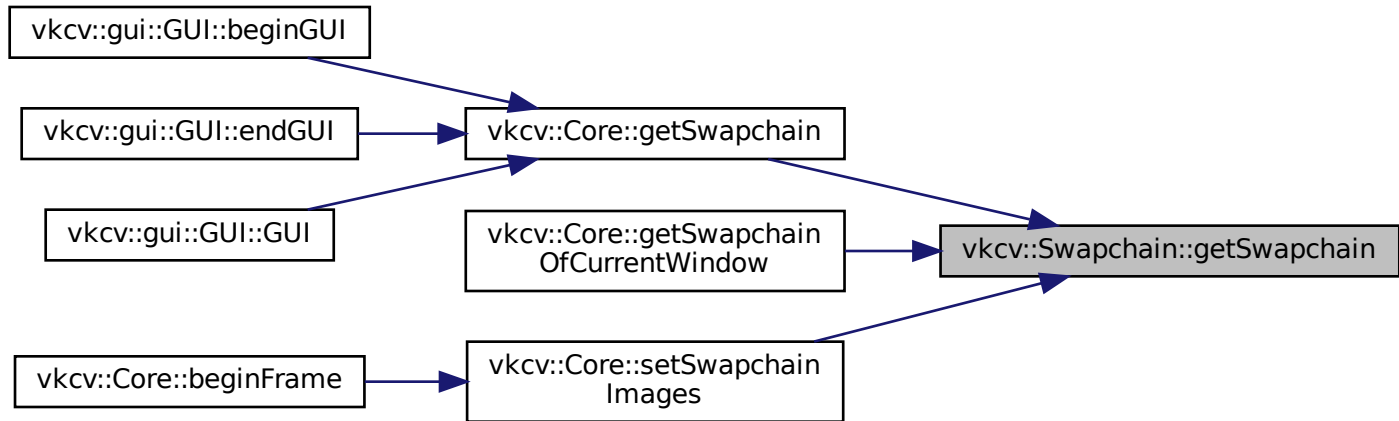 vkcv::gui::GUI::beginGUI
vkcv::gui::GUI::endGUI
vkcv::gui::GUI::GUI
vkcv::Core::beginFrame
vkcv::Core::getSwapchain
vkcv::Core::getSwapchain
OfCurrentWindow
vkcv::Core::setSwapchain
Images
vkcv::Swapchain::getSwapchain